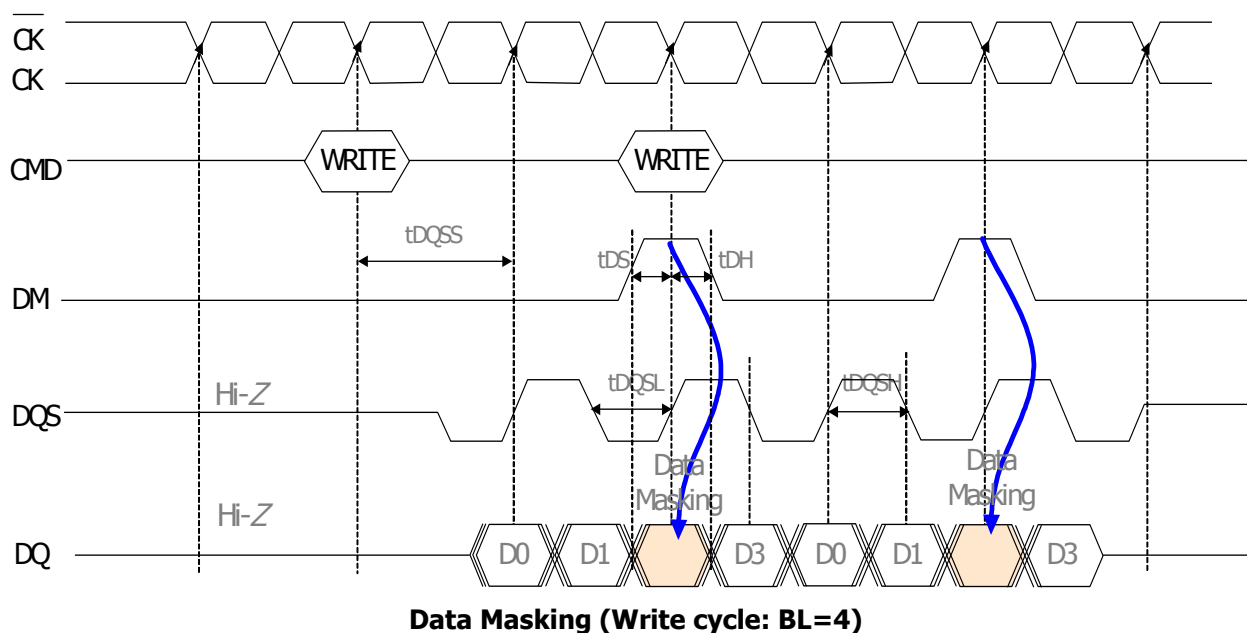 CK
CK
CMD
WRITE
WRITE
tDQSS
tDS
tDH
DM
Hi-Z
tDQSL
tDQSH
DQS
Data
Masking
Data
Masking
Hi-Z
DQ
D0
D1
D3
D0
D1
D3
Data Masking (Write cycle: BL=4)